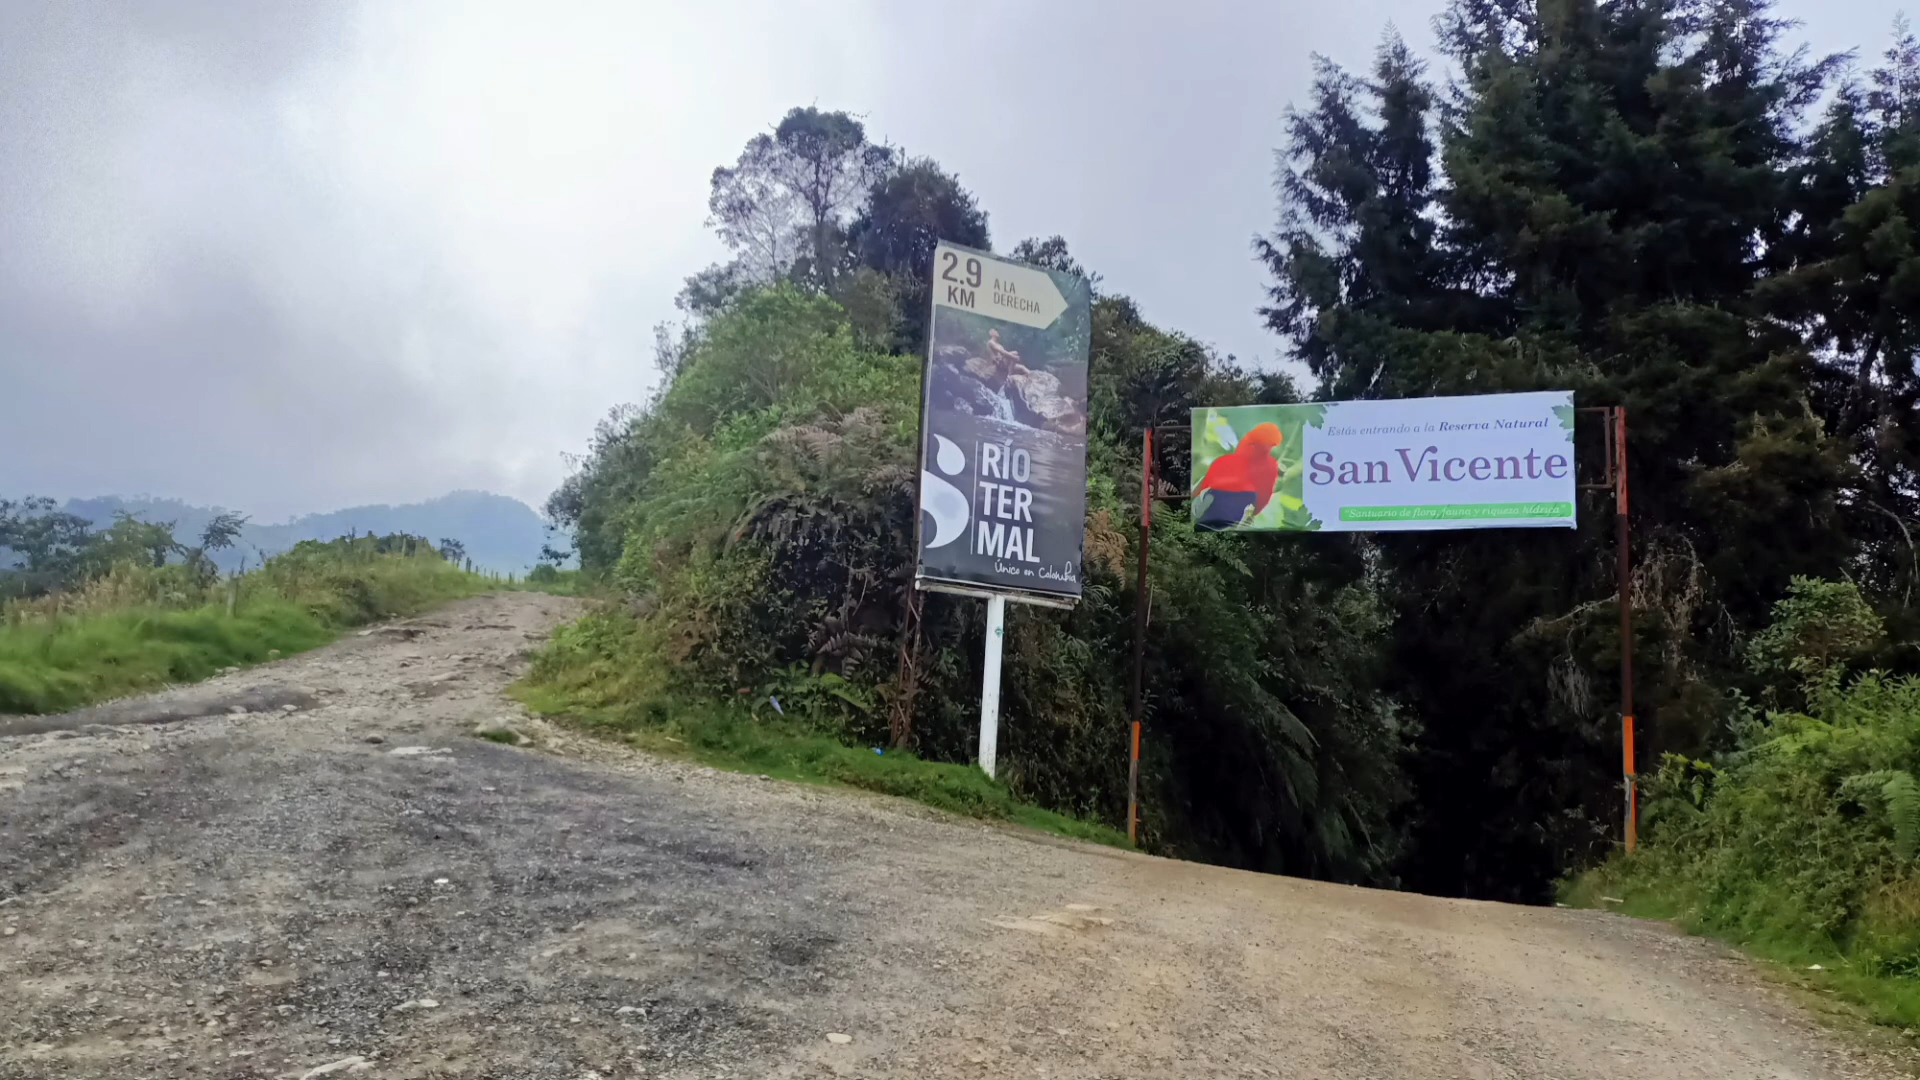 2.9
KM
A LA
DERECHA
RÍO
TER
MAL
Único en Colombia
Estás entrando a la Reserva Natural
San Vicente
"Santuario de flora, fauna y riqueza hídrica"